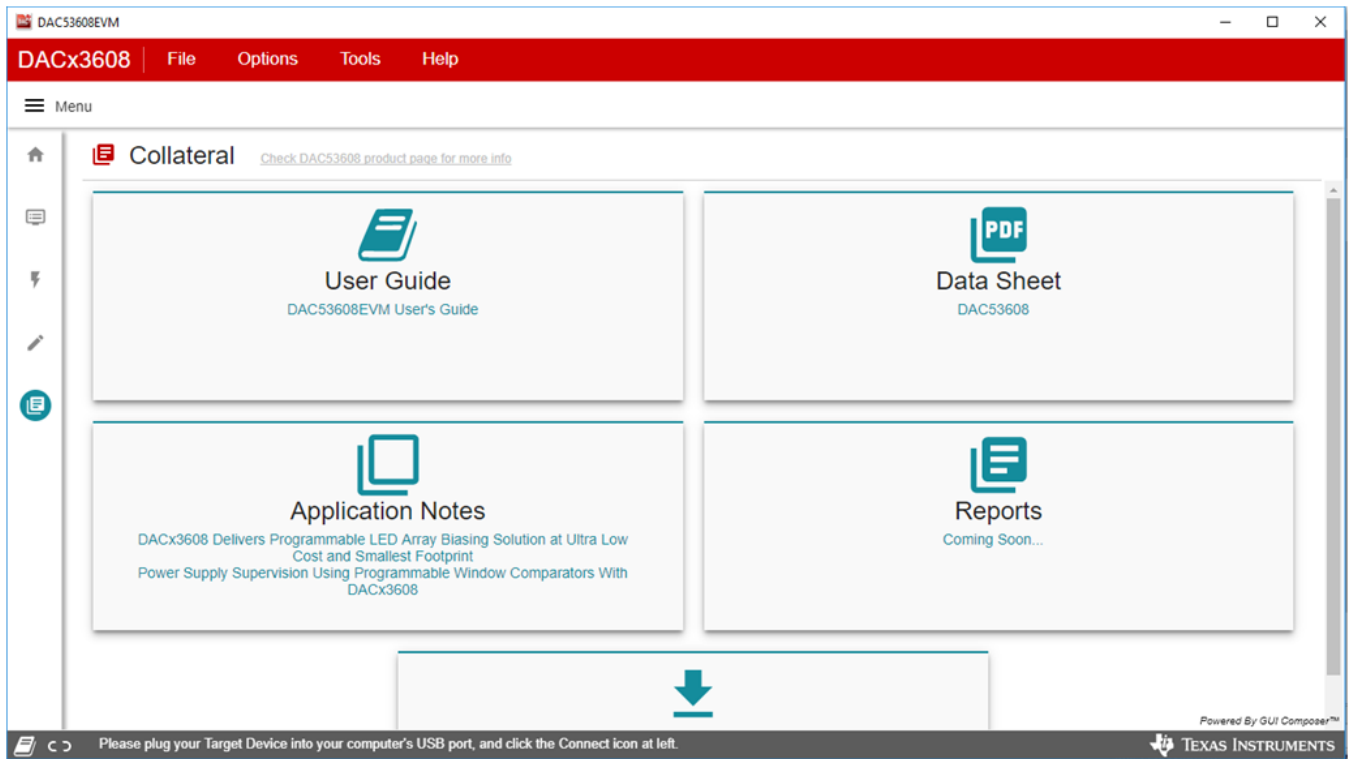 DAC53608EVM
DACx3608 File Options Tools Help
Menu
Collateral Check DAC53608 product page for more info
User Guide
DAC53608EVM User's Guide
PDF
Data Sheet
DAC53608
Application Notes
DACx3608 Delivers Programmable LED Array Biasing Solution at Ultra Low
Cost and Smallest Footprint
Power Supply Supervision Using Programmable Window Comparators With
DACx3608
Reports
Coming Soon...
Powered By GUI Composer™
Please plug your Target Device into your computer's USB port, and click the Connect icon at left.
TEXAS INSTRUMENTS